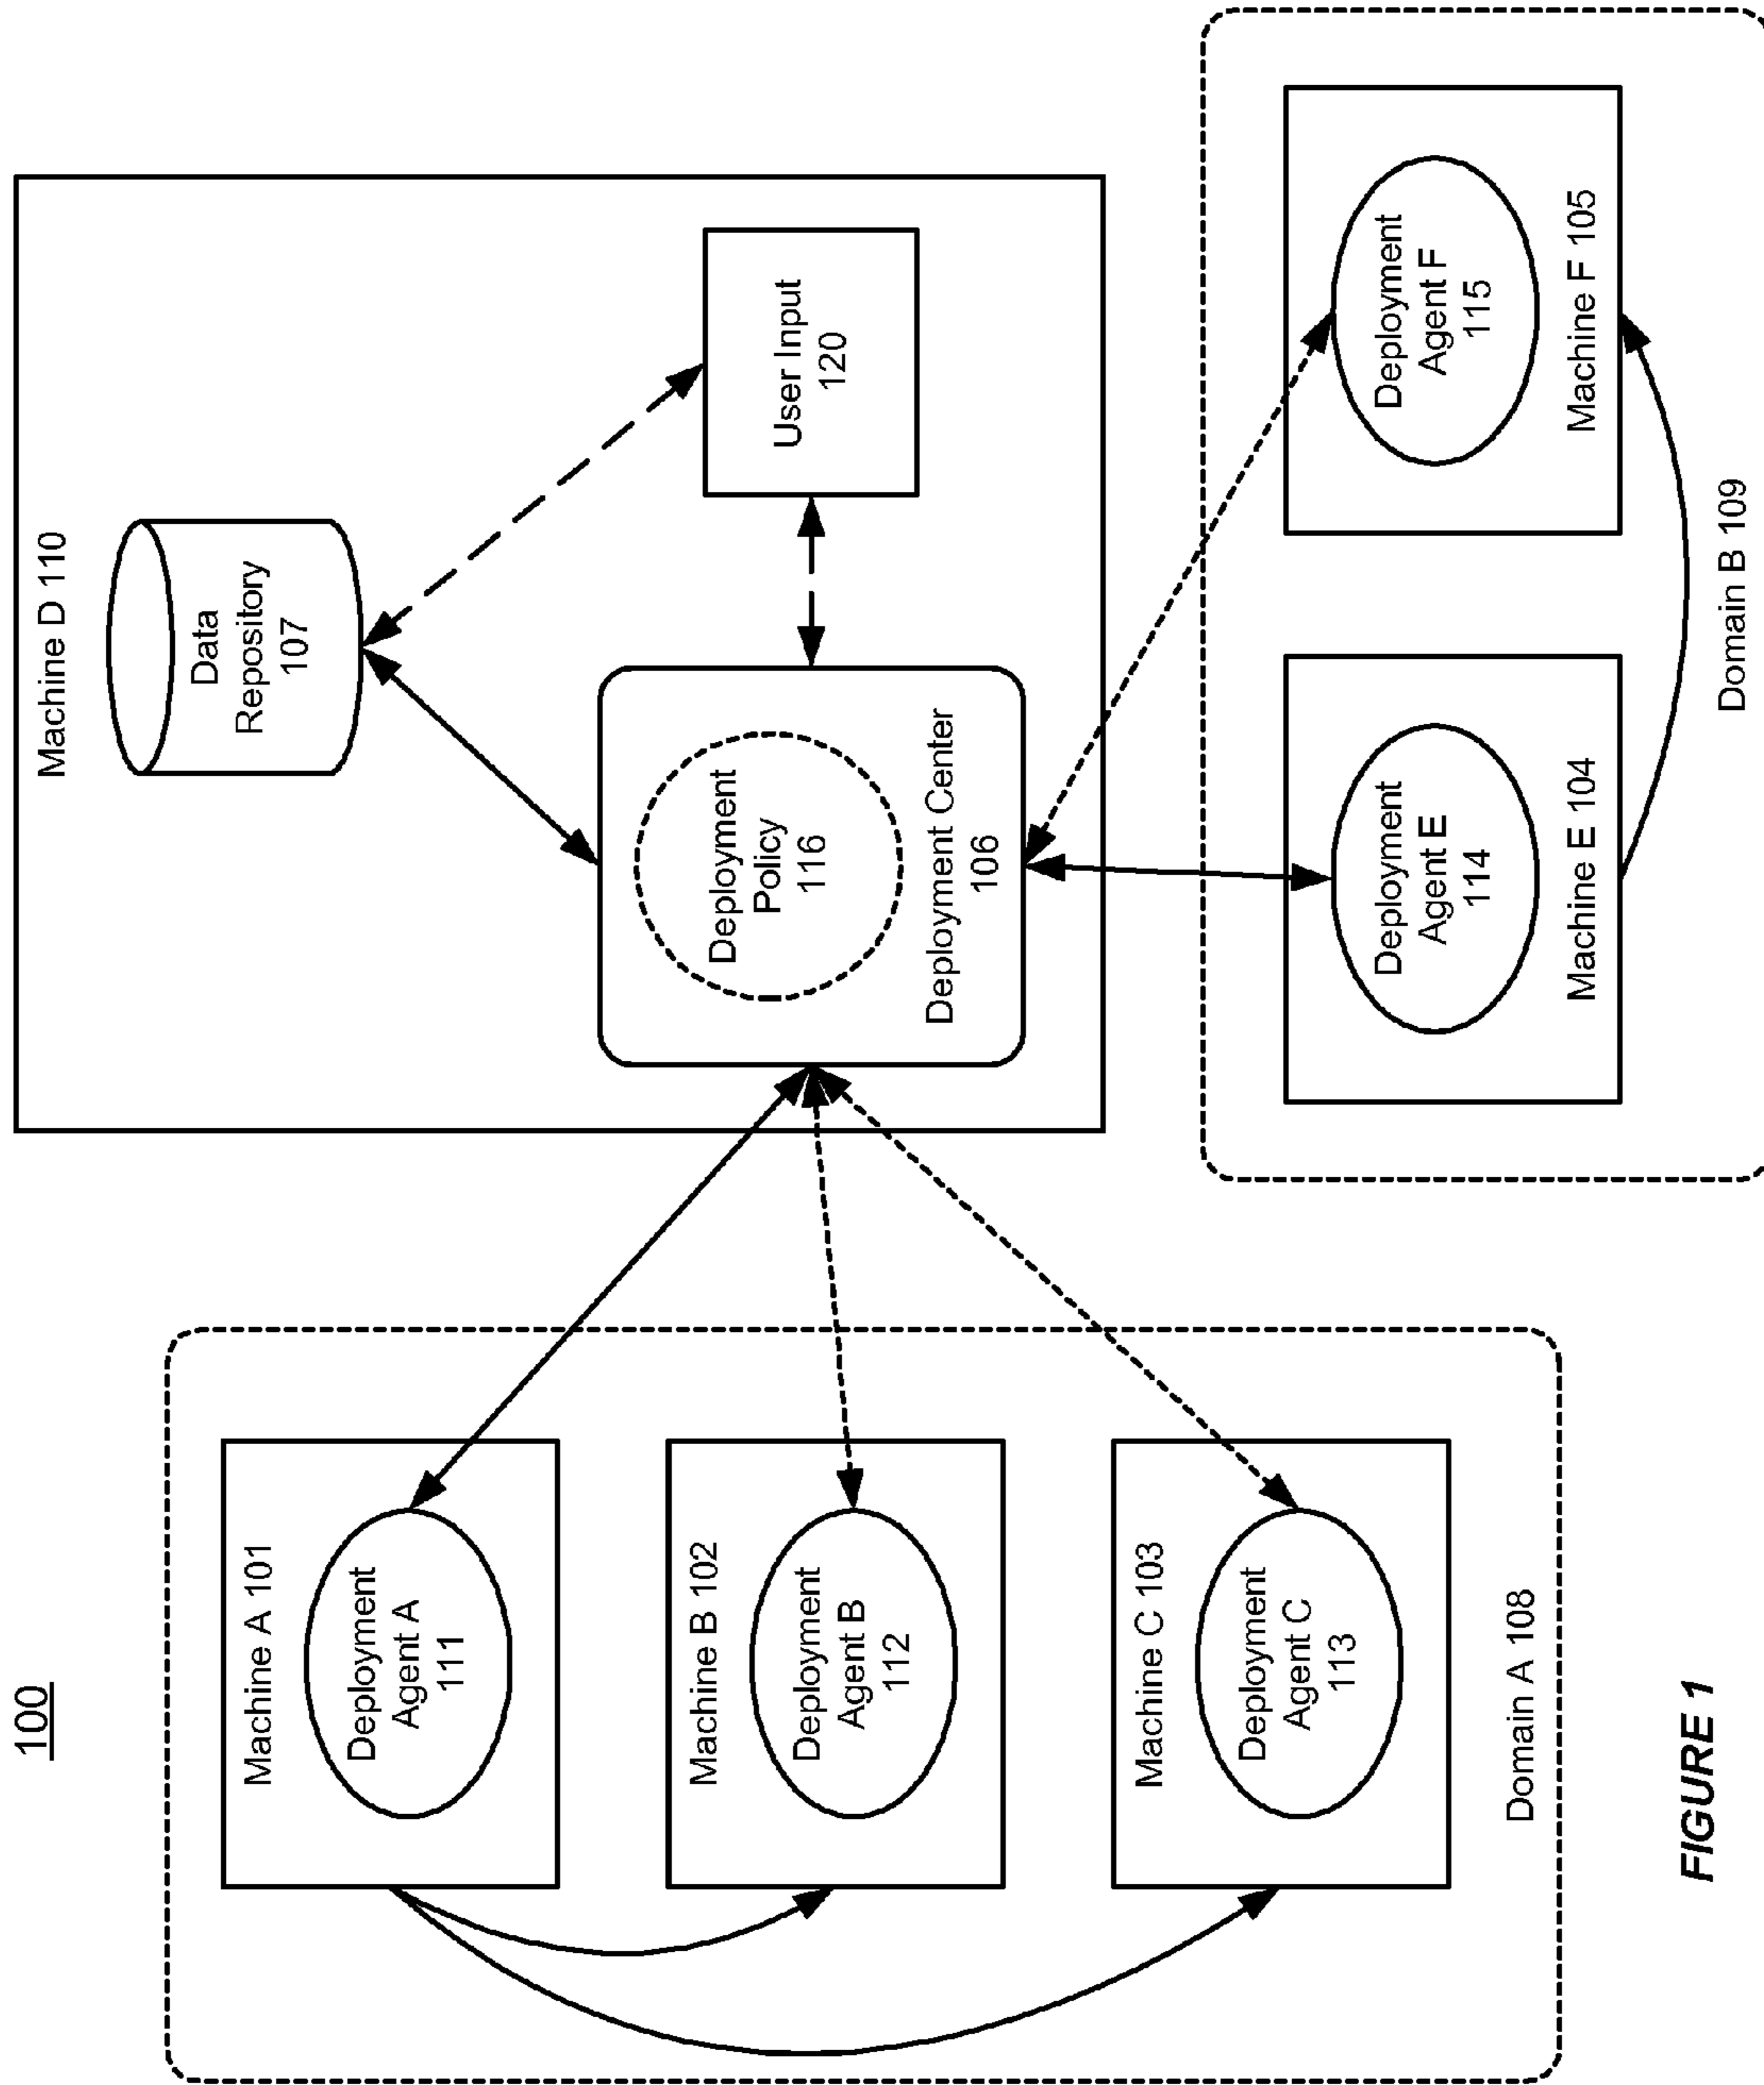 100
Machine A 101
Deployment
Agent A
111
Machine B 102
Deployment
Agent B
112
Machine C 103
Deployment
Agent C
113
Domain A 108
Machine D 110
Data
Repository
107
User Input
120
Deployment
Policy
116
Deployment Center
106
Deployment
Agent E
114
Machine E 104
Deployment
Agent F
115
Machine F 105
Domain B 109
FIGURE 1